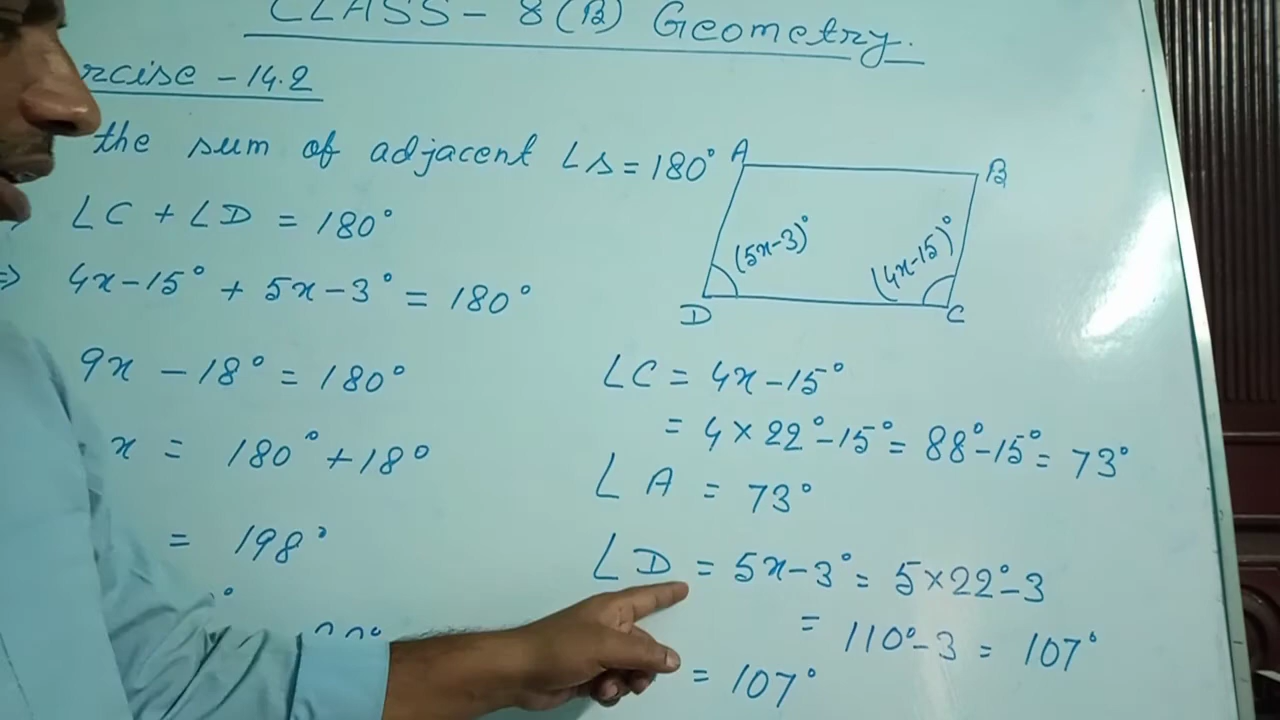 CLASS - 8 (B) Geometry.
rcise - 14.2
the sum of adjacent ∠s = 180°
∠C + ∠D = 180°
⇒ 4x - 15° + 5x - 3° = 180°
9x - 18° = 180°
x = 180° + 18°
= 198°
A
B
(5x-3)°
(4x-15)°
D
C
∠C = 4x - 15°
= 4 × 22° - 15° = 88° - 15° = 73°
∠A = 73°
∠D = 5x - 3° = 5 × 22° - 3
= 110° - 3 = 107°
= 107°